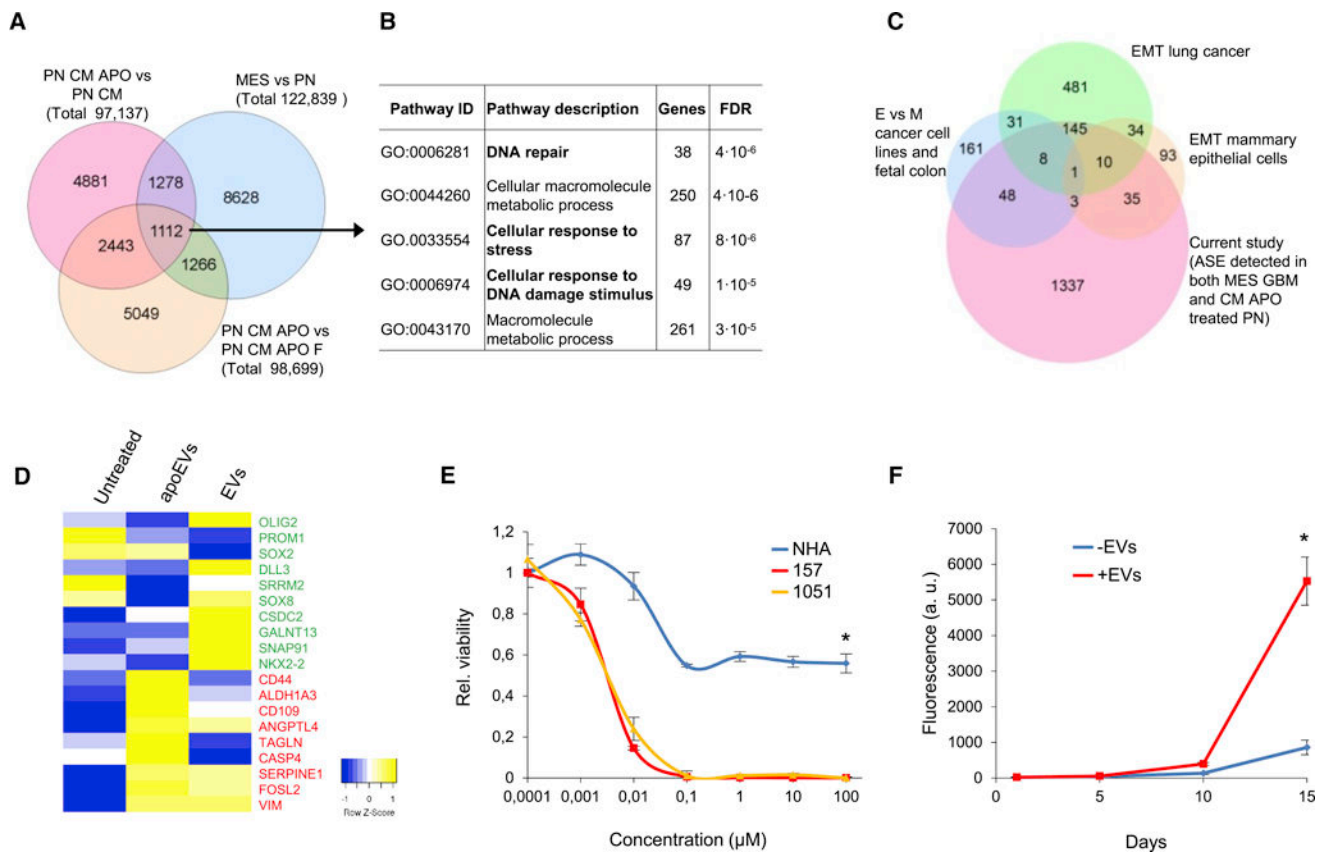 A
PN CM APO vs
PN CM
(Total 97,137)
MES vs PN
(Total 122,839 )
4881
1278
8628
1112
2443
1266
5049
PN CM APO vs
PN CM APO F
(Total 98,699)
B
Pathway ID Pathway description Genes FDR
GO:0006281 DNA repair 38 4·10-6
GO:0044260 Cellular macromolecule metabolic process 250 4·10-6
GO.0033554 Cellular response to stress 87 8·10-6
GO:0006974 Cellular response to DNA damage stimulus 49 1·10-5
GO:0043170 Macromolecule metabolic process 261 3·10-5
C
EMT lung cancer
481
E vs M
cancer cell
lines and
fetal colon
31
145
34
EMT mammary
epithelial cells
161
8
10
93
1
48
3
35
Current study
(ASE detected in
both MES GBM
and CM APO
treated PN)
1337
D
Untreated
apoEVs
EVs
OLIG2
PROM1
SOX2
DLL3
SRRM2
SOX8
CSDC2
GALNT13
SNAP91
NKX2-2
CD44
ALDH1A3
CD109
ANGPTL4
TAGLN
CASP4
SERPINE1
FOSL2
VIM
-1 0 1
Row Z-Score
E
Rel. viability
1,2
1
0,8
0,6
0,4
0,2
0
NHA
157
1051
*
0,0001 0,001 0,01 0,1 1 10 100
Concentration (µM)
F
Fluorescence (a. u.)
7000
6000
5000
4000
3000
2000
1000
0
-EVs
+EVs
*
0 5 10 15
Days